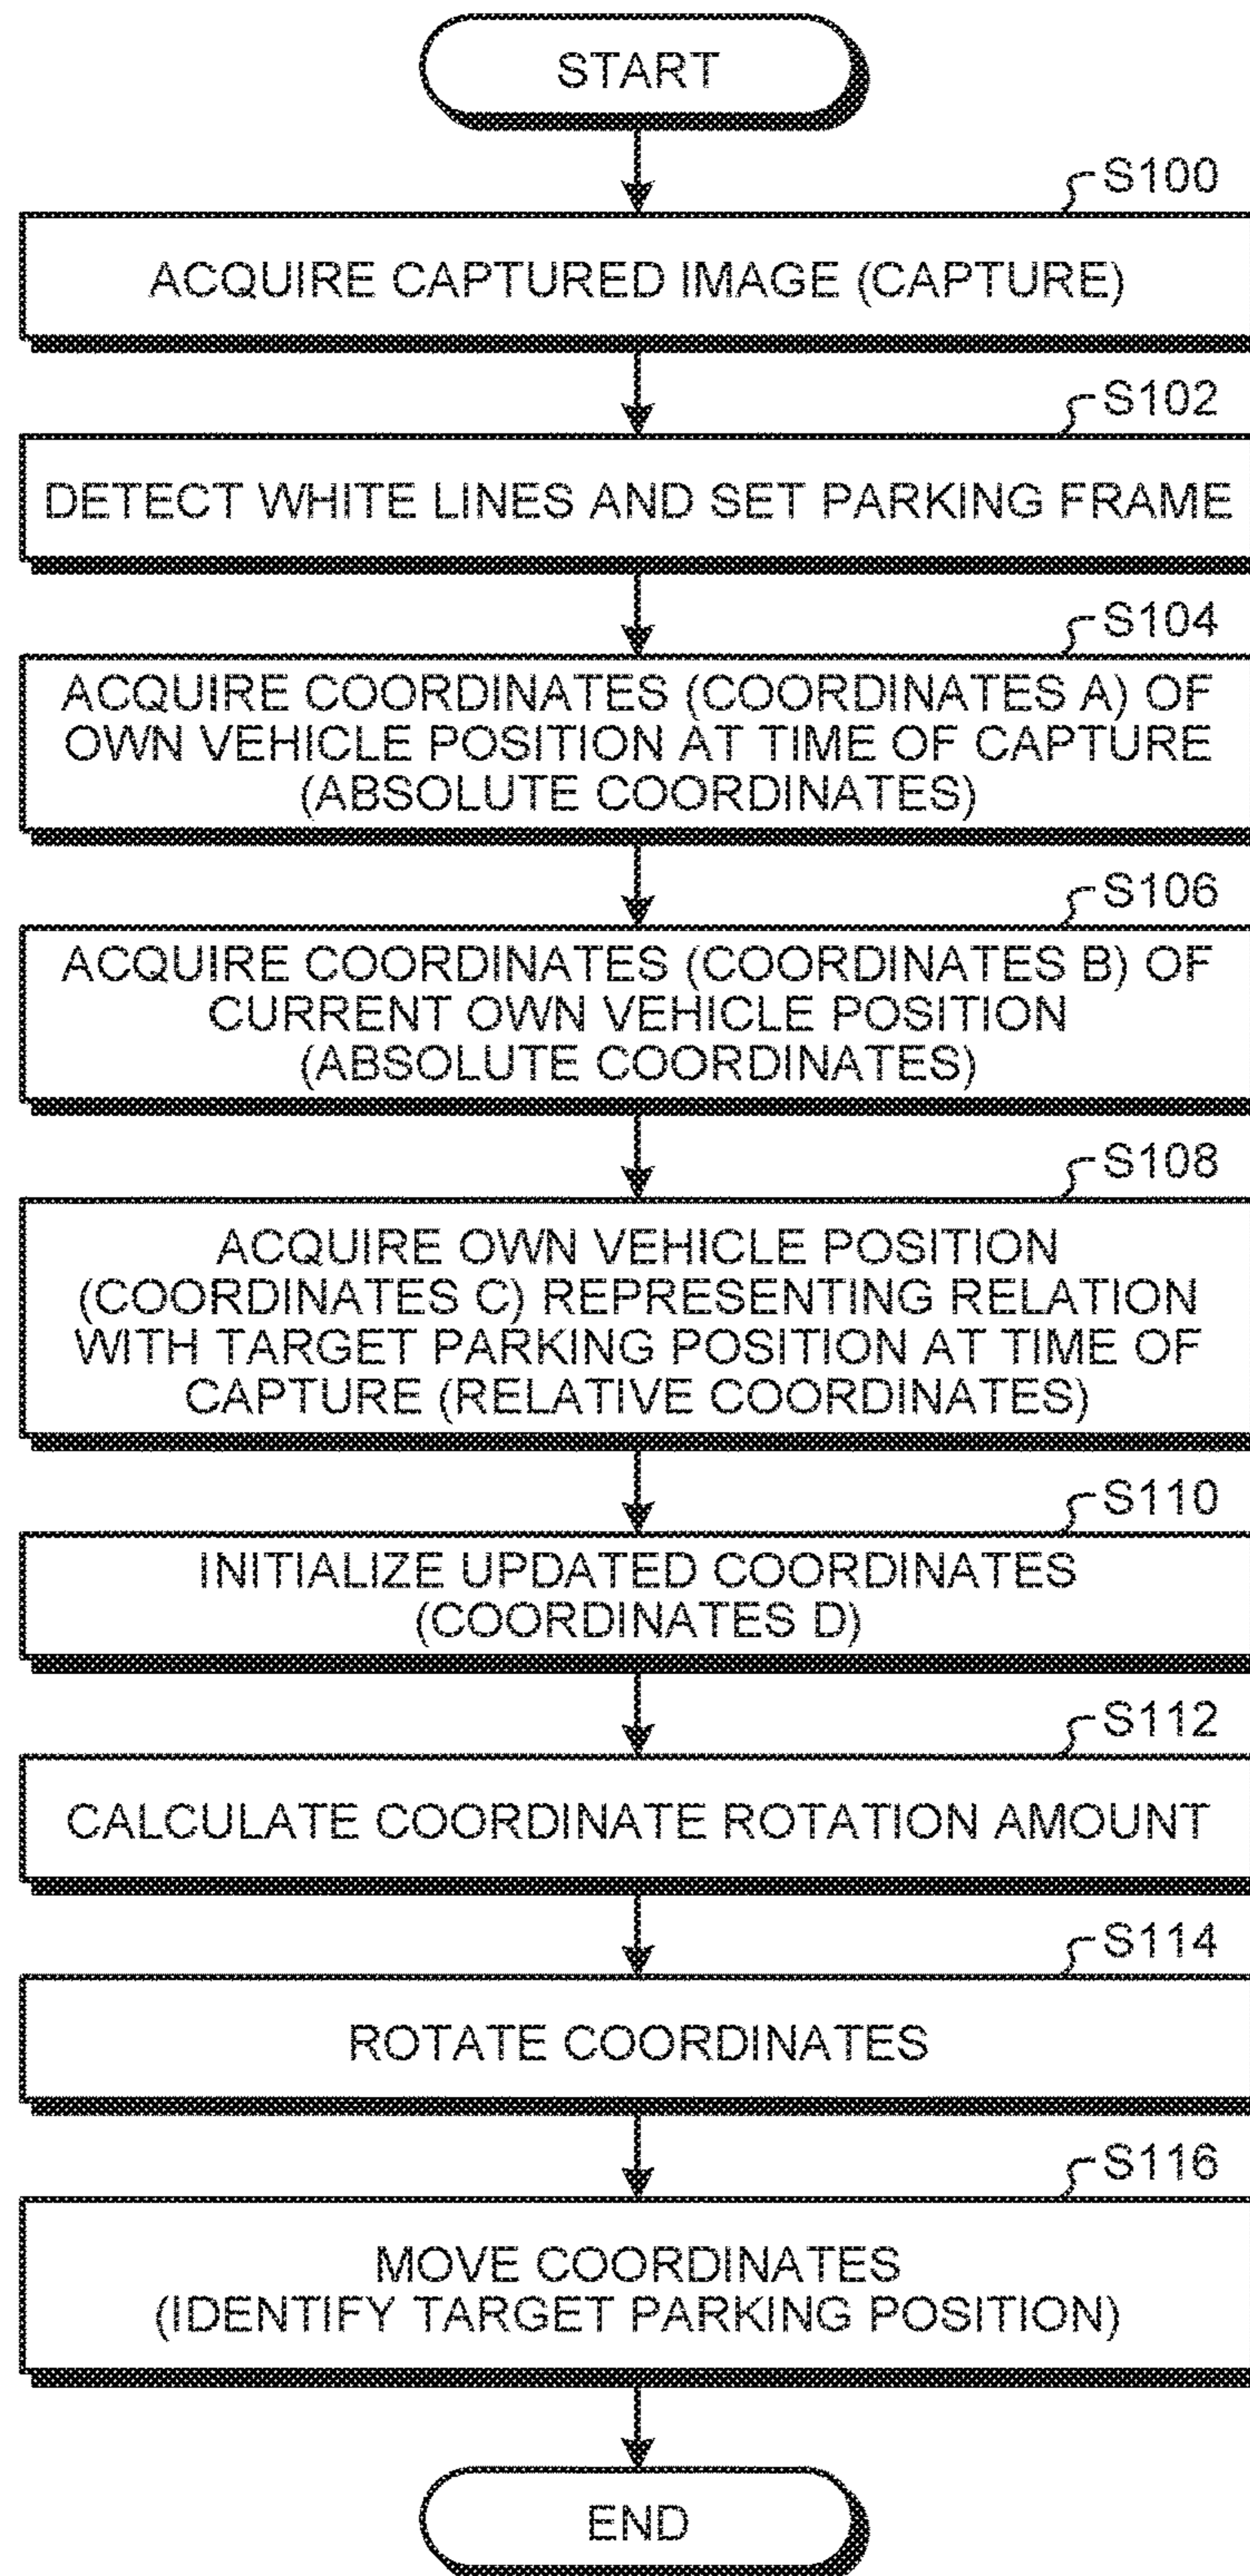 START
S100
ACQUIRE CAPTURED IMAGE (CAPTURE)
S102
DETECT WHITE LINES AND SET PARKING FRAME
S104
ACQUIRE COORDINATES (COORDINATES A) OF
OWN VEHICLE POSITION AT TIME OF CAPTURE
(ABSOLUTE COORDINATES)
S106
ACQUIRE COORDINATES (COORDINATES B) OF
CURRENT OWN VEHICLE POSITION
(ABSOLUTE COORDINATES)
S108
ACQUIRE OWN VEHICLE POSITION
(COORDINATES C) REPRESENTING RELATION
WITH TARGET PARKING POSITION AT TIME OF
CAPTURE (RELATIVE COORDINATES)
S110
INITIALIZE UPDATED COORDINATES
(COORDINATES D)
S112
CALCULATE COORDINATE ROTATION AMOUNT
S114
ROTATE COORDINATES
S116
MOVE COORDINATES
(IDENTIFY TARGET PARKING POSITION)
END